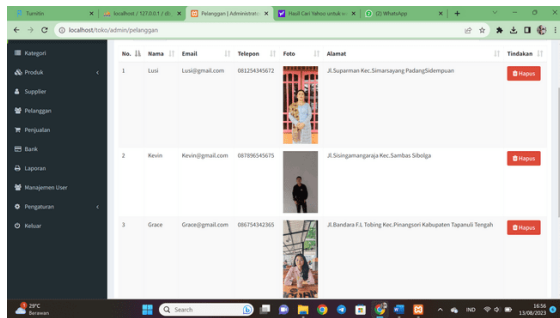 Turnitin
localhost / 127.0.0.1 / d
Pelanggan | Administrat
Hasil Cari Yahoo untuk
(2) WhatsApp
localhost/toko/admin/pelanggan
Kategori
Produk
Supplier
Pelanggan
Penjualan
Bank
Laporan
Manajemen User
Pengaturan
Keluar
No. Nama Email Telepon Foto Alamat Tindakan
1 Lusi Lusi@gmail.com 081254345672 Jl.Suparman Kec.Simarsayang PadangSidempuan Hapus
2 Kevin Kevin@gmail.com 087896545675 Jl.Sisingamangaraja Kec.Sambas Sibolga Hapus
3 Grace Grace@gmail.com 086754342365 Jl.Bandara F.L Tobing Kec.Pinangsori Kabupaten Tapanuli Tengah Hapus
29°C
Berawan
Search
IND
16:56
13/08/2023